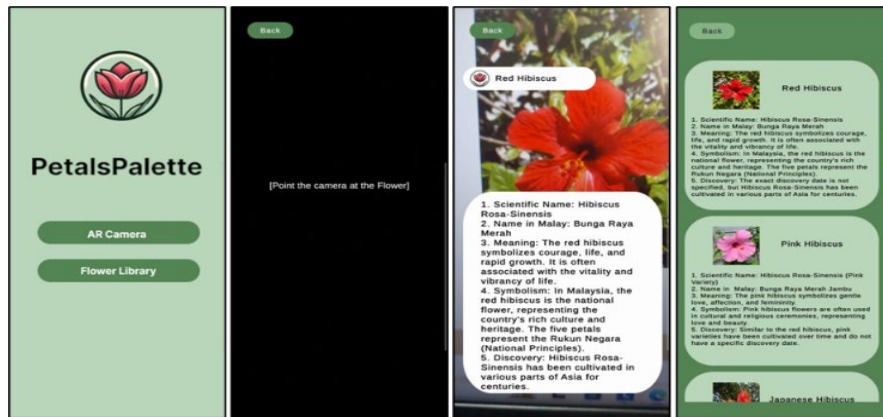 PetalsPalette
AR Camera
Flower Library
Back
[Point the camera at the Flower]
Back
Red Hibiscus
1. Scientific Name: Hibiscus
Rosa-Sinensis
2. Name in Malay: Bunga Raya
Merah
3. Meaning: The red hibiscus
symbolizes courage, life, and
rapid growth. It is often
associated with the vitality and
vibrancy of life.
4. Symbolism: In Malaysia, the
red hibiscus is the national
flower, representing the
country's rich culture and
heritage. The five petals
represent the Rukun Negara
(National Principles).
5. Discovery: Hibiscus Rosa-
Sinensis has been cultivated in
various parts of Asia for
centuries.
Back
Red Hibiscus
1. Scientific Name: Hibiscus Rosa-Sinensis
2. Name in Malay: Bunga Raya Merah
3. Meaning: The red hibiscus symbolizes courage,
life, and rapid growth. It is often associated with
the vitality and vibrancy of life.
4. Symbolism: In Malaysia, the red hibiscus is the
national flower, representing the country's rich
culture and heritage. The five petals represent the
Rukun Negara (National Principles).
5. Discovery: The exact discovery date is not
specified, but Hibiscus Rosa-Sinensis has been
cultivated in various parts of Asia for centuries.
Pink Hibiscus
1. Scientific Name: Hibiscus Rosa-Sinensis (Pink
Variety)
2. Name in Malay: Bunga Raya Merah Jambu
3. Meaning: The pink hibiscus symbolizes gentle
love, affection, and femininity.
4. Symbolism: Pink hibiscus flowers are often used
in cultural and religious ceremonies, representing
love and beauty.
5. Discovery: Similar to the red hibiscus, pink
varieties have been cultivated over time and do not
have a specific discovery date.
Japanese Hibiscus